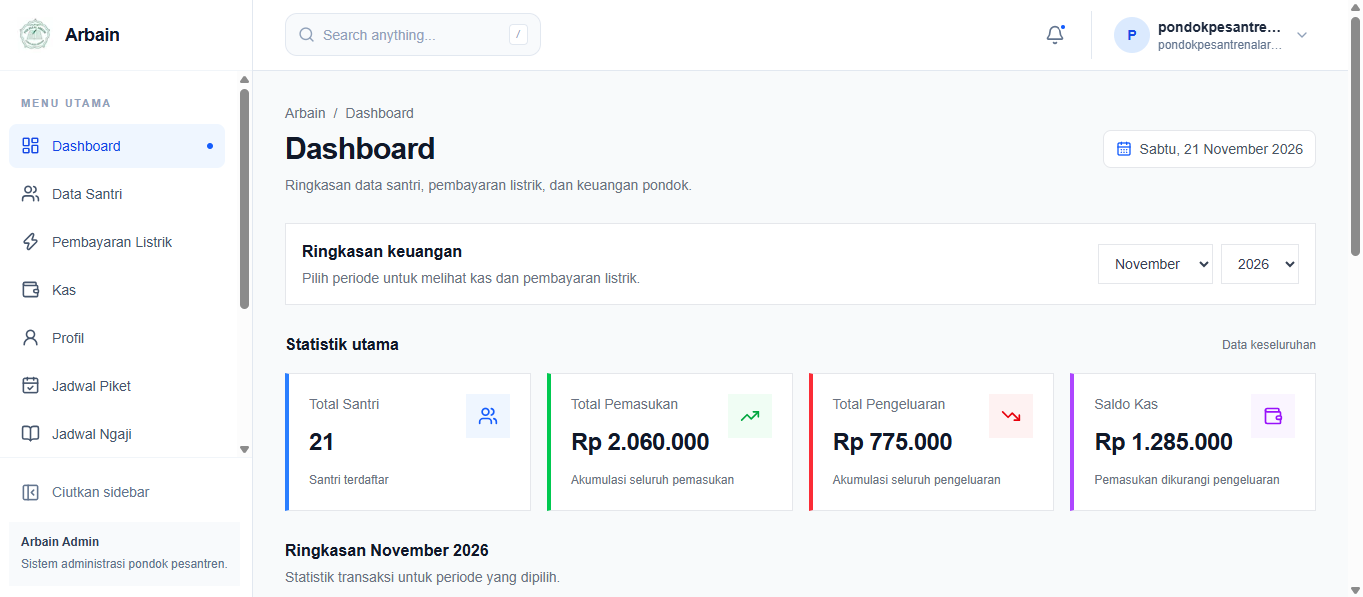 Arbain
Search anything...
/
P
pondokpesantre...
pondokpesantrenalar...
MENU UTAMA
Dashboard
Data Santri
Pembayaran Listrik
Kas
Profil
Jadwal Piket
Jadwal Ngaji
Ciutkan sidebar
Arbain Admin
Sistem administrasi pondok pesantren.
Arbain / Dashboard
Dashboard
Sabtu, 21 November 2026
Ringkasan data santri, pembayaran listrik, dan keuangan pondok.
Ringkasan keuangan
Pilih periode untuk melihat kas dan pembayaran listrik.
November
2026
Statistik utama
Data keseluruhan
Total Santri
21
Santri terdaftar
Total Pemasukan
Rp 2.060.000
Akumulasi seluruh pemasukan
Total Pengeluaran
Rp 775.000
Akumulasi seluruh pengeluaran
Saldo Kas
Rp 1.285.000
Pemasukan dikurangi pengeluaran
Ringkasan November 2026
Statistik transaksi untuk periode yang dipilih.